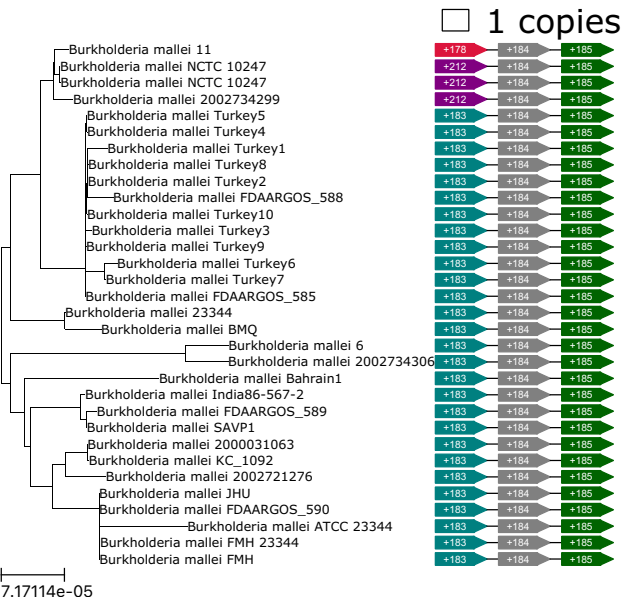 1 copies
Burkholderia mallei 11 +178 +184 +185
Burkholderia mallei NCTC 10247 +212 +184 +185
Burkholderia mallei NCTC 10247 +212 +184 +185
Burkholderia mallei 2002734299 +212 +184 +185
Burkholderia mallei Turkey5 +183 +184 +185
Burkholderia mallei Turkey4 +183 +184 +185
Burkholderia mallei Turkey1 +183 +184 +185
Burkholderia mallei Turkey8 +183 +184 +185
Burkholderia mallei Turkey2 +183 +184 +185
Burkholderia mallei FDAARGOS_588 +183 +184 +185
Burkholderia mallei Turkey10 +183 +184 +185
Burkholderia mallei Turkey3 +183 +184 +185
Burkholderia mallei Turkey9 +183 +184 +185
Burkholderia mallei Turkey6 +183 +184 +185
Burkholderia mallei Turkey7 +183 +184 +185
Burkholderia mallei FDAARGOS_585 +183 +184 +185
Burkholderia mallei 23344 +183 +184 +185
Burkholderia mallei BMQ +183 +184 +185
Burkholderia mallei 6 +183 +184 +185
Burkholderia mallei 2002734306 +183 +184 +185
Burkholderia mallei Bahrain1 +183 +184 +185
Burkholderia mallei India86-567-2 +183 +184 +185
Burkholderia mallei FDAARGOS_589 +183 +184 +185
Burkholderia mallei SAVP1 +183 +184 +185
Burkholderia mallei 2000031063 +183 +184 +185
Burkholderia mallei KC_1092 +183 +184 +185
Burkholderia mallei 2002721276 +183 +184 +185
Burkholderia mallei JHU +183 +184 +185
Burkholderia mallei FDAARGOS_590 +183 +184 +185
Burkholderia mallei ATCC 23344 +183 +184 +185
Burkholderia mallei FMH 23344 +183 +184 +185
Burkholderia mallei FMH +183 +184 +185
7.17114e-05